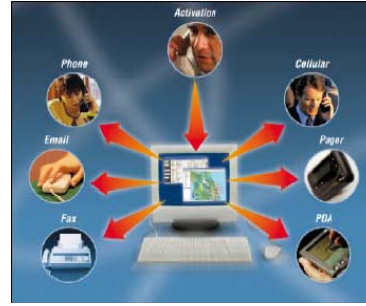 Activation
Phone
Cellular
Email
Pager
Fax
PDA